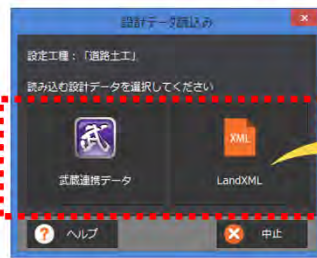 設計データ読込み
設定工種：「道路土工」
読み込む設計データを選択してください
武
XML
武蔵連携データ
LandXML
? ヘルプ
中止